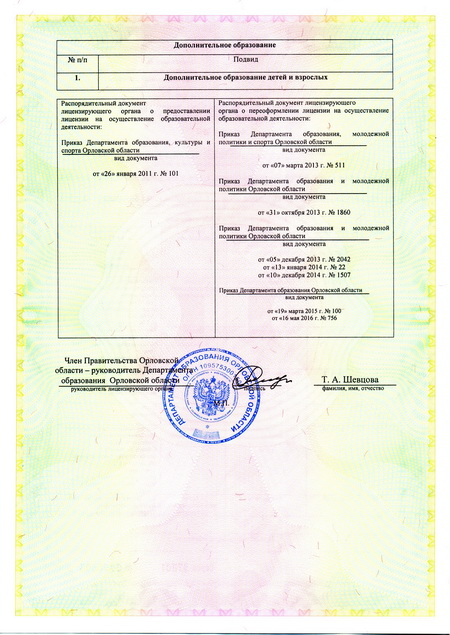 Дополнительное образование
№ п/п
Подвид
1.
Дополнительное образование детей и взрослых
Распорядительный документ
лицензирующего органа о предоставлении
лицензии на осуществление образовательной
деятельности:
Приказ Департамента образования, культуры и
спорта Орловской области
вид документа
от «26» января 2011 г. № 101
Распорядительный документ лицензирующего
органа о переоформлении лицензии на осуществление
образовательной деятельности:
Приказ Департамента образования, молодежной
политики и спорта Орловской области
вид документа
от «07» марта 2013 г. № 511
Приказ Департамента образования и молодежной
политики Орловской области
вид документа
от «31» октября 2013 г. № 1860
Приказ Департамента образования и молодежной
политики Орловской области
вид документа
от «05» декабря 2013 г. № 2042
от «13» января 2014 г. № 22
от «10» декабря 2014 г. № 1507
Приказ Департамента образования Орловской области
вид документа
от «19» марта 2015 г. № 100
от «16 мая 2016 г. № 756
Член Правительства Орловской
области – руководитель Департамента
образования Орловской области
руководитель лицензирующего органа
ДЕПАРТАМЕНТ ОБРАЗОВАНИЯ ОРЛОВСКОЙ ОБЛАСТИ
М.П.
Т. А. Шевцова
фамилия, имя, отчество